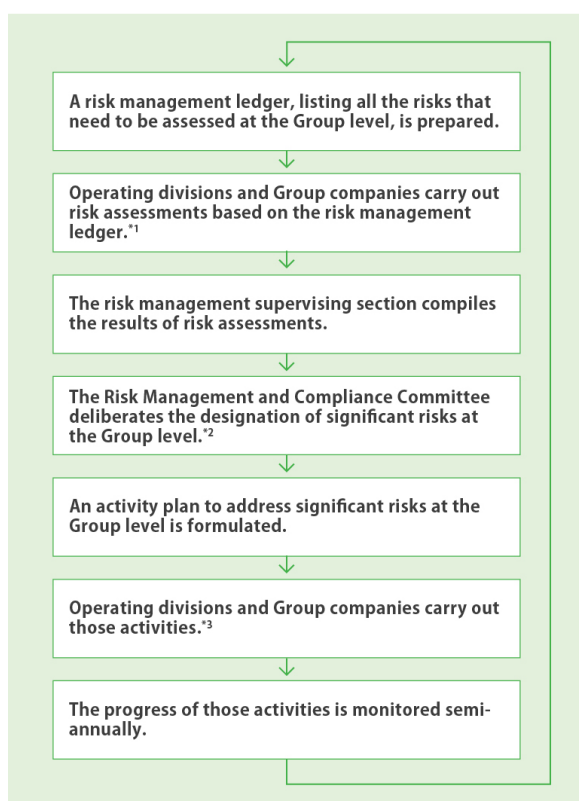 A risk management ledger, listing all the risks that
need to be assessed at the Group level, is prepared.
Operating divisions and Group companies carry out
risk assessments based on the risk management
ledger.*1
The risk management supervising section compiles
the results of risk assessments.
The Risk Management and Compliance Committee
deliberates the designation of significant risks at
the Group level.*2
An activity plan to address significant risks at the
Group level is formulated.
Operating divisions and Group companies carry out
those activities.*3
The progress of those activities is monitored semi-
annually.